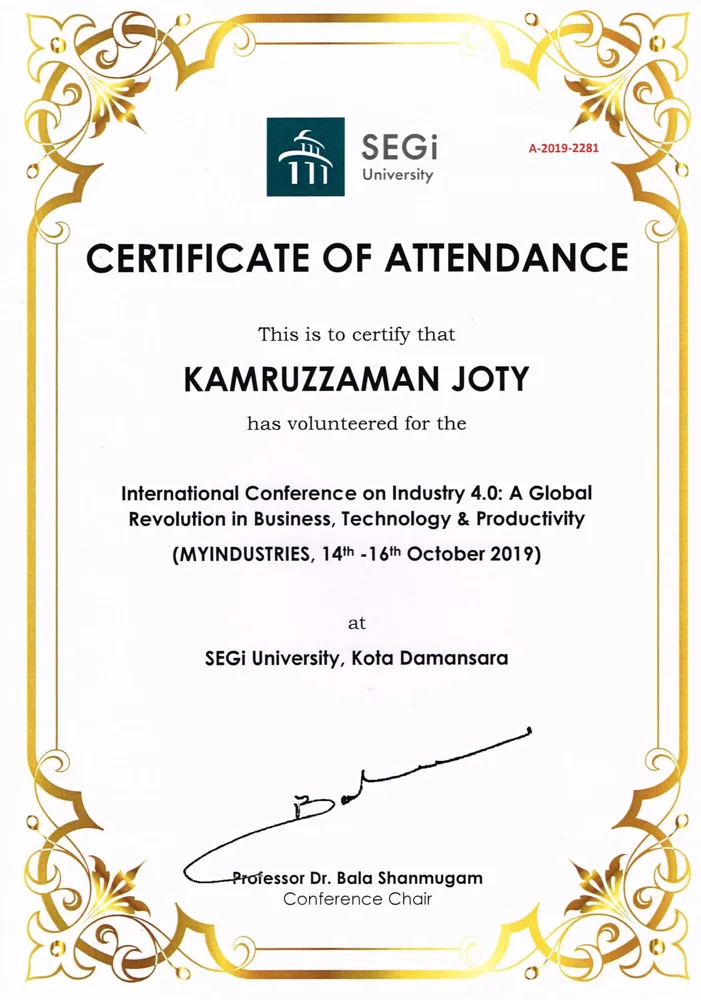 SEGi
University
A-2019-2281
CERTIFICATE OF ATTENDANCE
This is to certify that
KAMRUZZAMAN JOTY
has volunteered for the
International Conference on Industry 4.0: A Global
Revolution in Business, Technology & Productivity
(MYINDUSTRIES, 14th -16th October 2019)
at
SEGi University, Kota Damansara
Professor Dr. Bala Shanmugam
Conference Chair